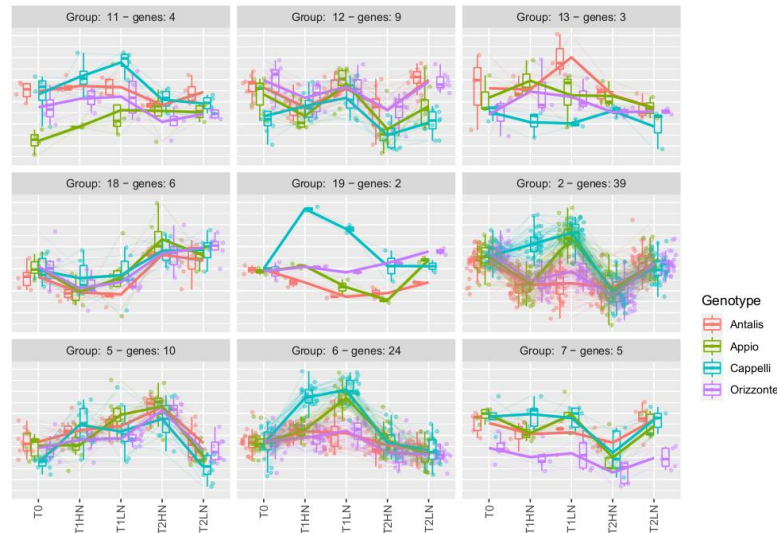 Group: 11 − genes: 4
Group: 12 − genes: 9
Group: 13 − genes: 3
Group: 18 − genes: 6
Group: 19 − genes: 2
Group: 2 − genes: 39
Group: 5 − genes: 10
Group: 6 − genes: 24
Group: 7 − genes: 5
Genotype
Antalis
Appio
Cappelli
Orizzonte
T0
T1HN
T1LN
T2HN
T2LN
T0
T1HN
T1LN
T2HN
T2LN
T0
T1HN
T1LN
T2HN
T2LN